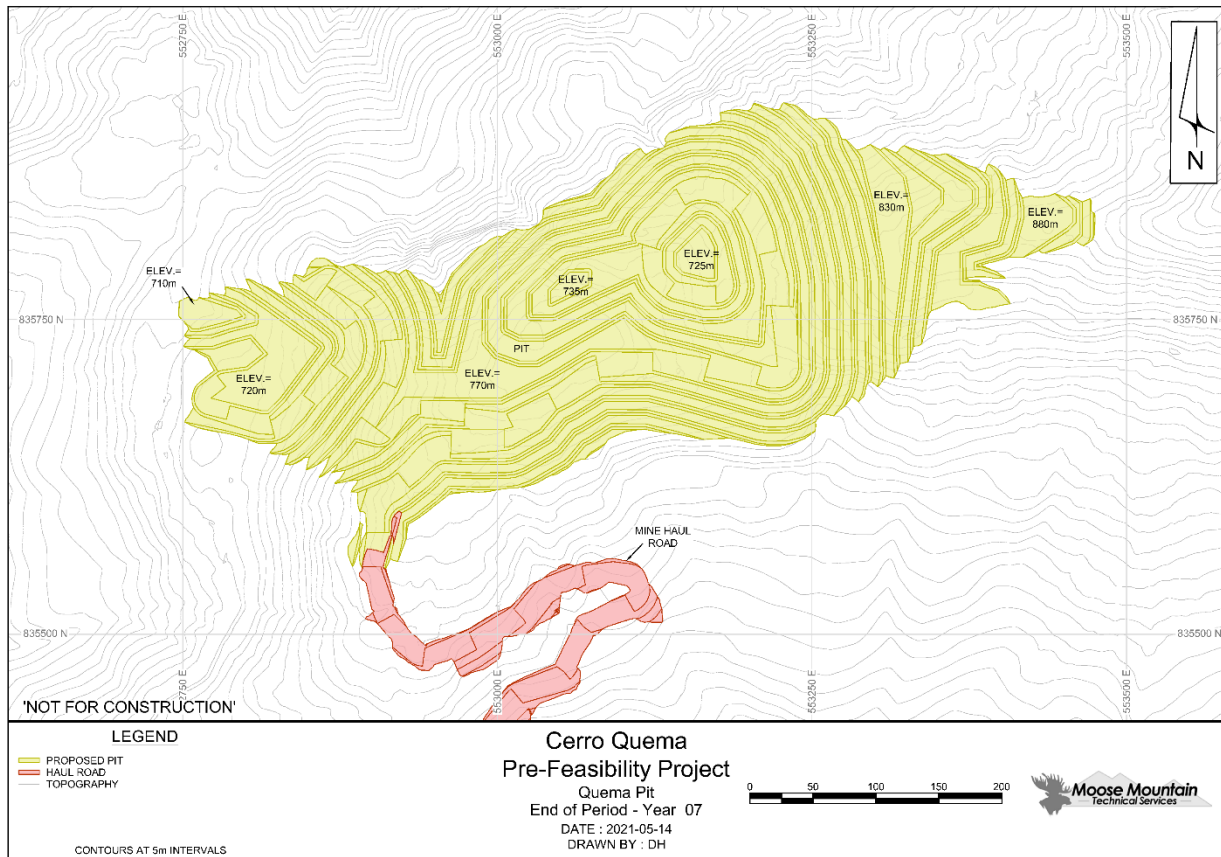 552750 E
553000 E
553250 E
553500 E
N
ELEV.=
830m
ELEV.=
880m
ELEV.=
725m
ELEV.=
710m
ELEV.=
735m
835750 N
835750 N
PIT
ELEV.=
720m
ELEV.=
770m
MINE HAUL
ROAD
835500 N
835500 N
552750 E
553000 E
553250 E
553500 E
'NOT FOR CONSTRUCTION'
LEGEND
PROPOSED PIT
HAUL ROAD
TOPOGRAPHY
CONTOURS AT 5m INTERVALS
Cerro Quema
Pre-Feasibility Project
Quema Pit
End of Period - Year 07
DATE : 2021-05-14
DRAWN BY : DH
0 50 100 150 200
Moose Mountain
Technical Services